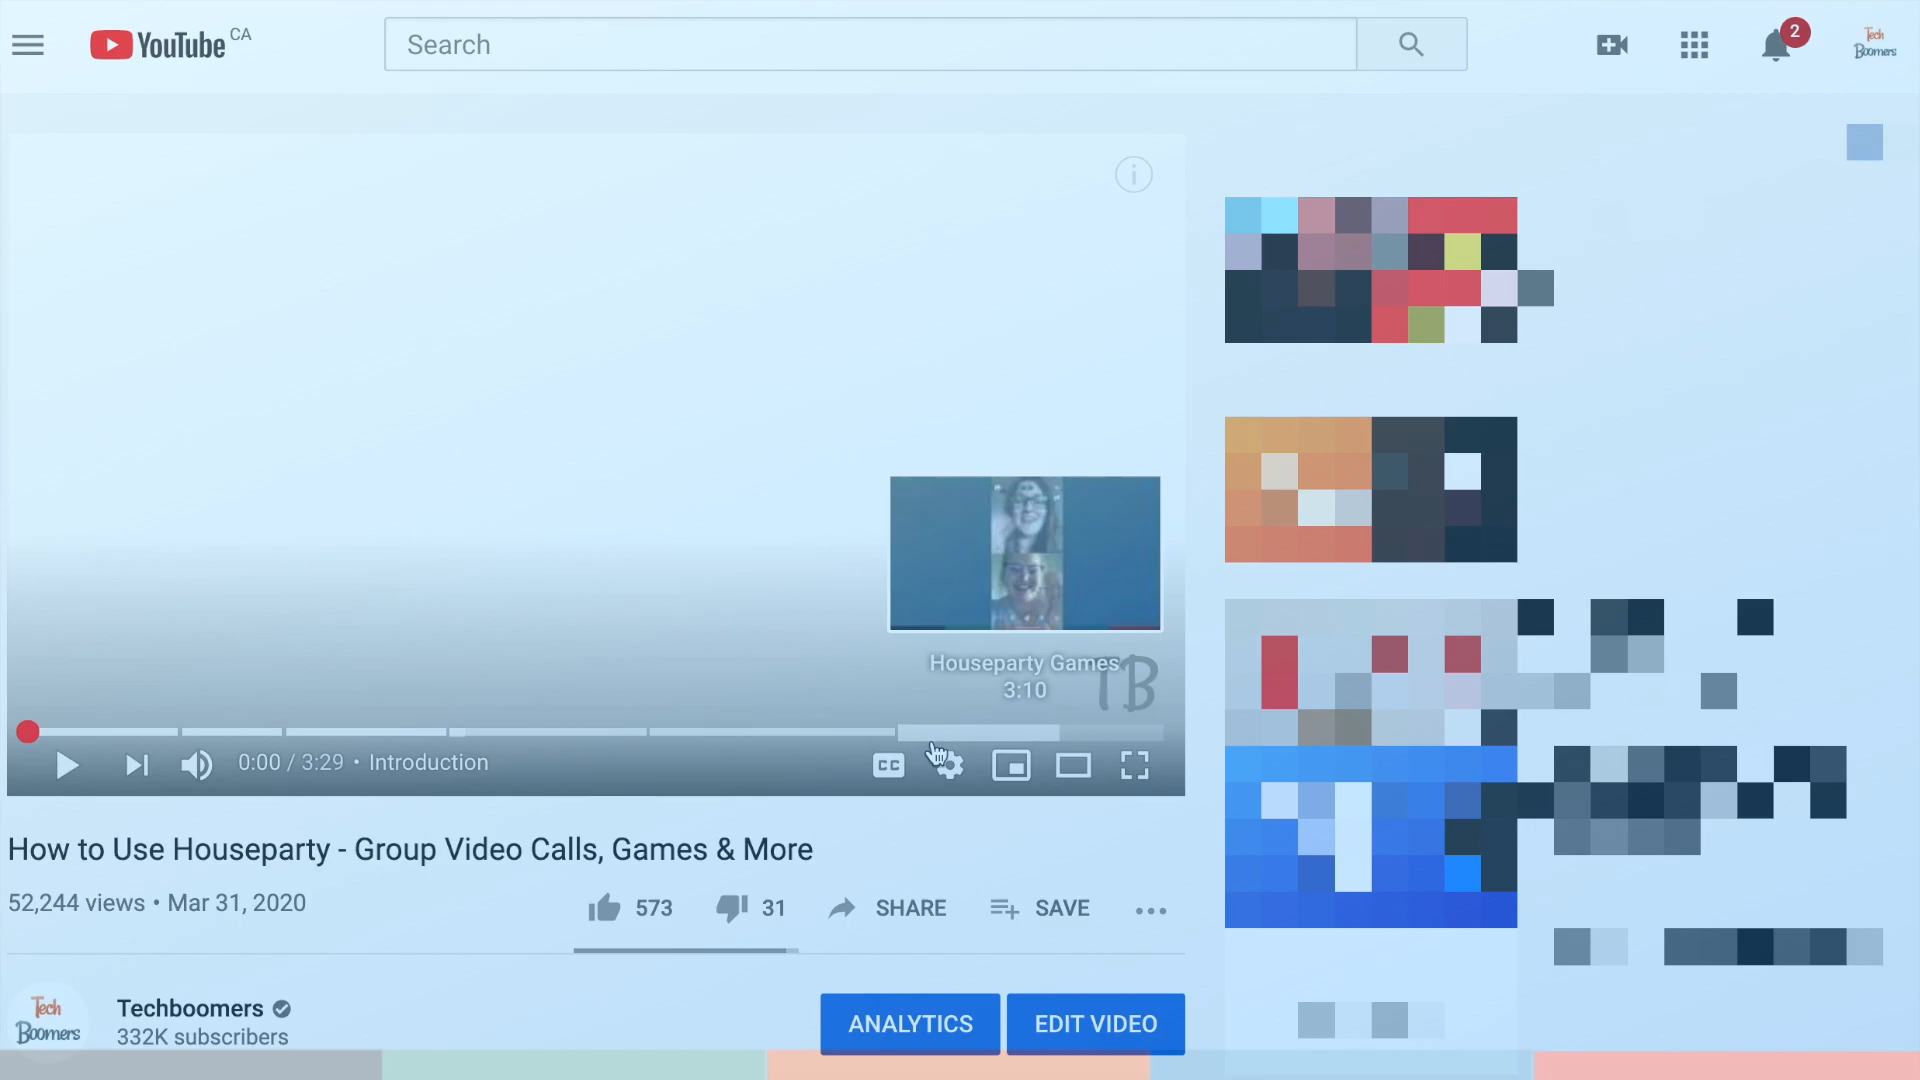 YouTube CA
Search
2
Tech
Boomers
Houseparty Games
3:10
TB
0:00 / 3:29 • Introduction
CC
How to Use Houseparty - Group Video Calls, Games & More
52,244 views • Mar 31, 2020
573
31
SHARE
SAVE
Tech
Boomers
Techboomers
332K subscribers
ANALYTICS
EDIT VIDEO